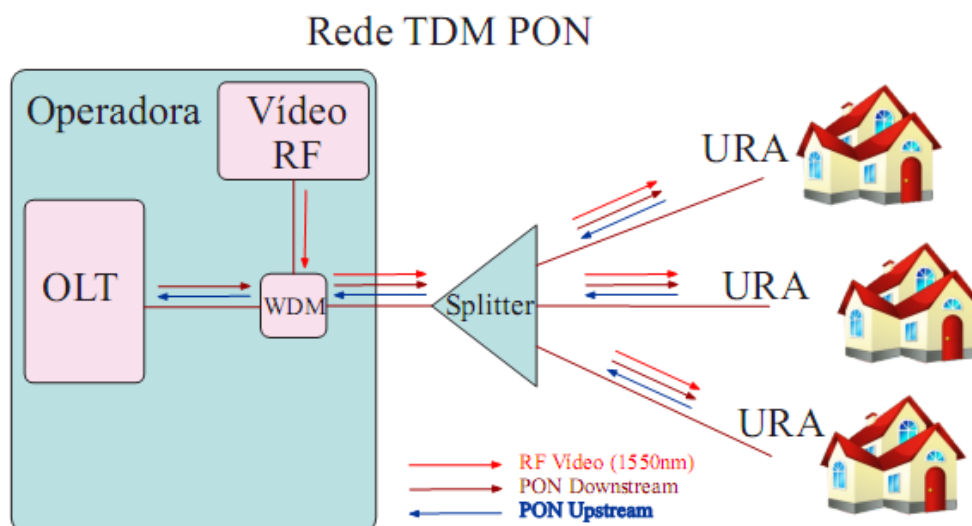 Rede TDM PON
Operadora
Vídeo
RF
OLT
WDM
Splitter
URA
URA
URA
RF Vídeo (1550nm)
PON Downstream
PON Upstream